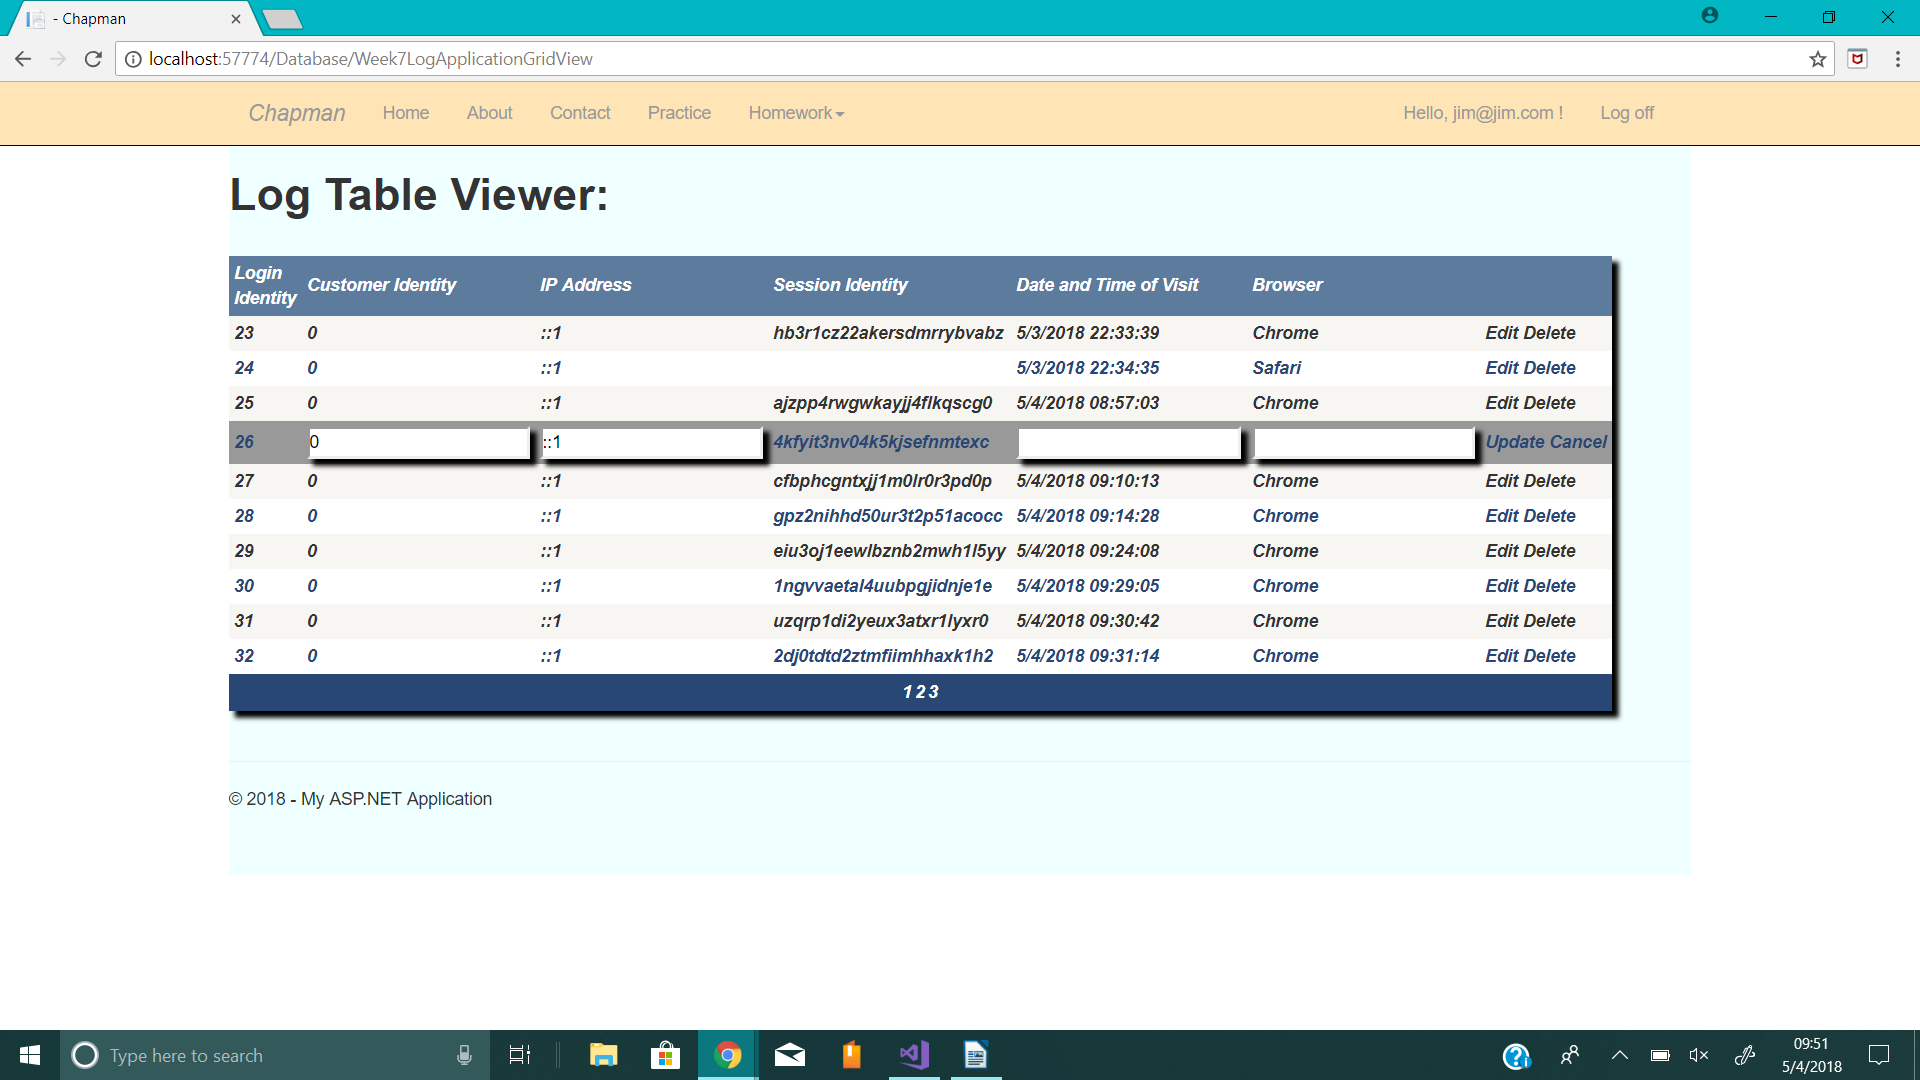 - Chapman
localhost:57774/Database/Week7LogApplicationGridView
Chapman Home About Contact Practice Homework Hello, jim@jim.com ! Log off
Log Table Viewer:
Login Identity Customer Identity IP Address Session Identity Date and Time of Visit Browser
23 0 ::1 hb3r1cz22akersdmrrybvabz 5/3/2018 22:33:39 Chrome Edit Delete
24 0 ::1 5/3/2018 22:34:35 Safari Edit Delete
25 0 ::1 ajzpp4rwgwkayjj4flkqscg0 5/4/2018 08:57:03 Chrome Edit Delete
26 0 ::1 4kfyit3nv04k5kjsefnmtexc Update Cancel
27 0 ::1 cfbphcgntxjj1m0lr0r3pd0p 5/4/2018 09:10:13 Chrome Edit Delete
28 0 ::1 gpz2nihhd50ur3t2p51acocc 5/4/2018 09:14:28 Chrome Edit Delete
29 0 ::1 eiu3oj1eewlbznb2mwh1l5yy 5/4/2018 09:24:08 Chrome Edit Delete
30 0 ::1 1ngvvaetal4uubpgjidnje1e 5/4/2018 09:29:05 Chrome Edit Delete
31 0 ::1 uzqrp1di2yeux3atxr1lyxr0 5/4/2018 09:30:42 Chrome Edit Delete
32 0 ::1 2dj0tdtd2ztmfiimhhaxk1h2 5/4/2018 09:31:14 Chrome Edit Delete
1 2 3
© 2018 - My ASP.NET Application
Type here to search
09:51
5/4/2018